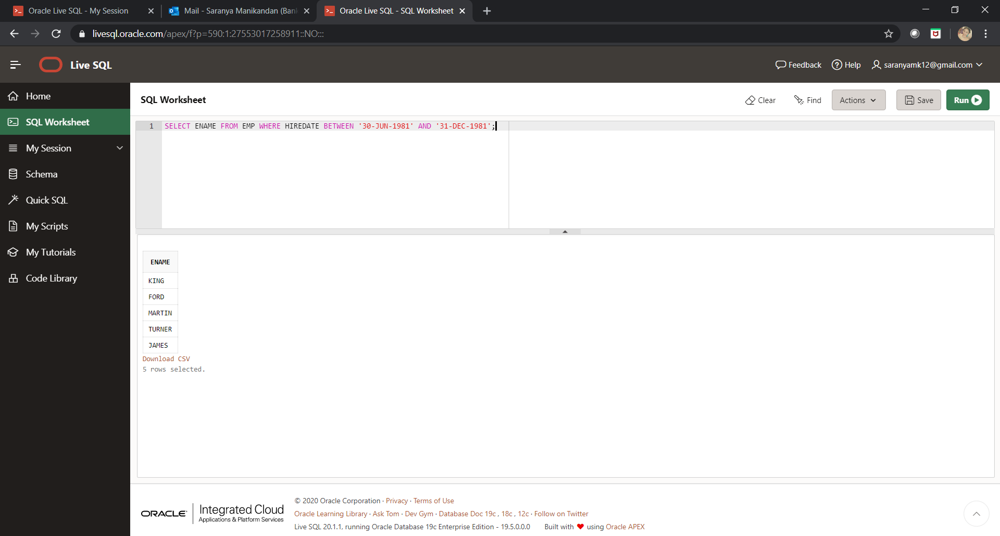 Oracle Live SQL - My Session
Mail - Saranya Manikandan (Ban
Oracle Live SQL - SQL Worksheet
livesql.oracle.com/apex/f?p=590:1:27553017258911::NO:::
Live SQL
Feedback
Help
saranyamk12@gmail.com
Home
SQL Worksheet
My Session
Schema
Quick SQL
My Scripts
My Tutorials
Code Library
SQL Worksheet
Clear
Find
Actions
Save
Run
1 SELECT ENAME FROM EMP WHERE HIREDATE BETWEEN '30-JUN-1981' AND '31-DEC-1981';
ENAME
KING
FORD
MARTIN
TURNER
JAMES
Download CSV
5 rows selected.
ORACLE
Integrated Cloud
Applications & Platform Services
© 2020 Oracle Corporation · Privacy · Terms of Use
Oracle Learning Library · Ask Tom · Dev Gym · Database Doc 19c , 18c , 12c · Follow on Twitter
Live SQL 20.1.1, running Oracle Database 19c Enterprise Edition - 19.5.0.0.0 Built with ❤ using Oracle APEX